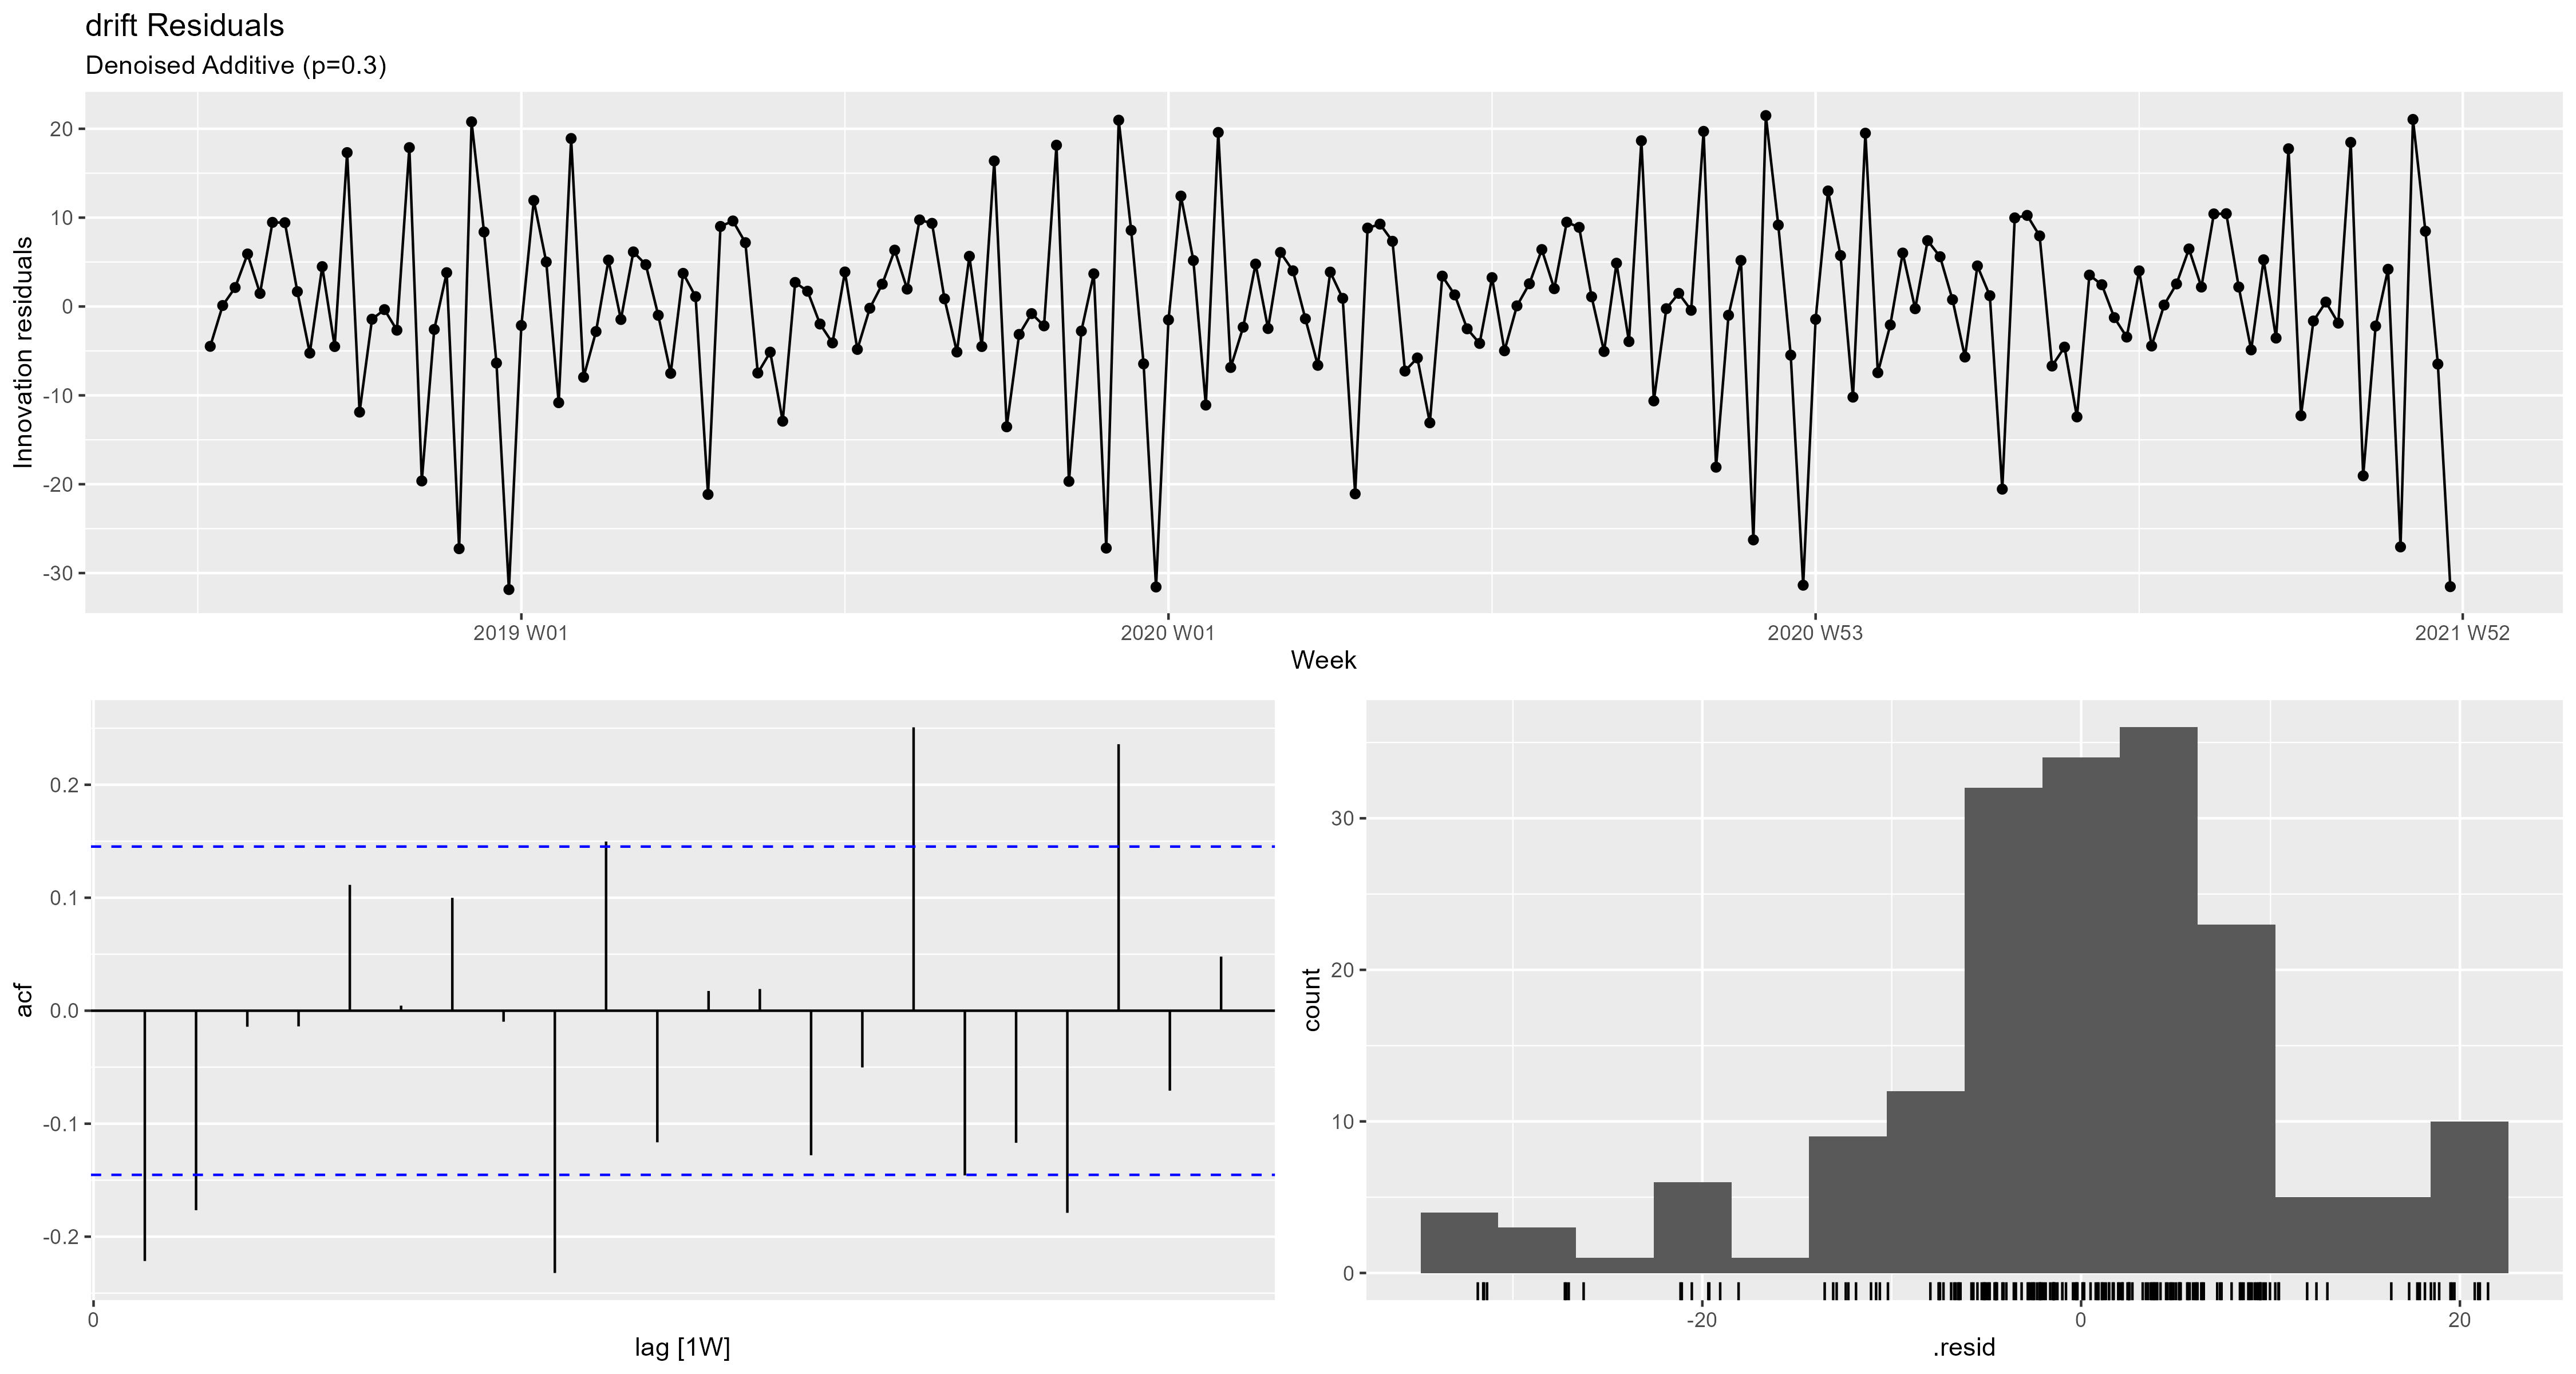 drift Residuals
Denoised Additive (p=0.3)
20
10
0
-10
-20
-30
Innovation residuals
2019 W01
2020 W01
2020 W53
2021 W52
Week
0.2
0.1
0.0
-0.1
-0.2
acf
0
lag [1W]
30
20
10
0
count
-20
0
20
.resid